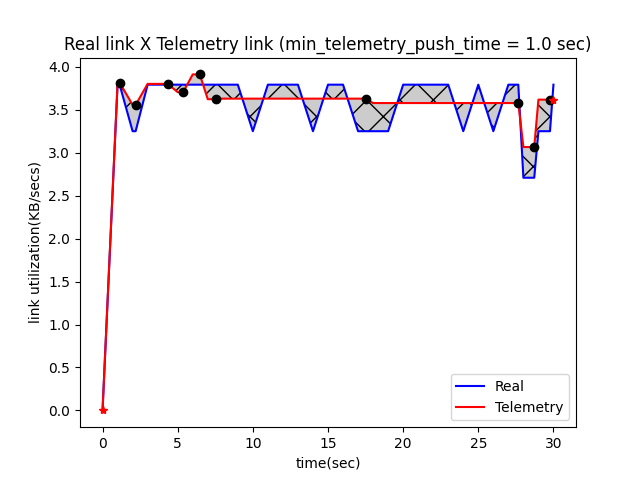 Real link X Telemetry link (min_telemetry_push_time = 1.0 sec)
link utilization(KB/secs)
4.0
3.5
3.0
2.5
2.0
1.5
1.0
0.5
0.0
Real
Telemetry
0 5 10 15 20 25 30
time(sec)